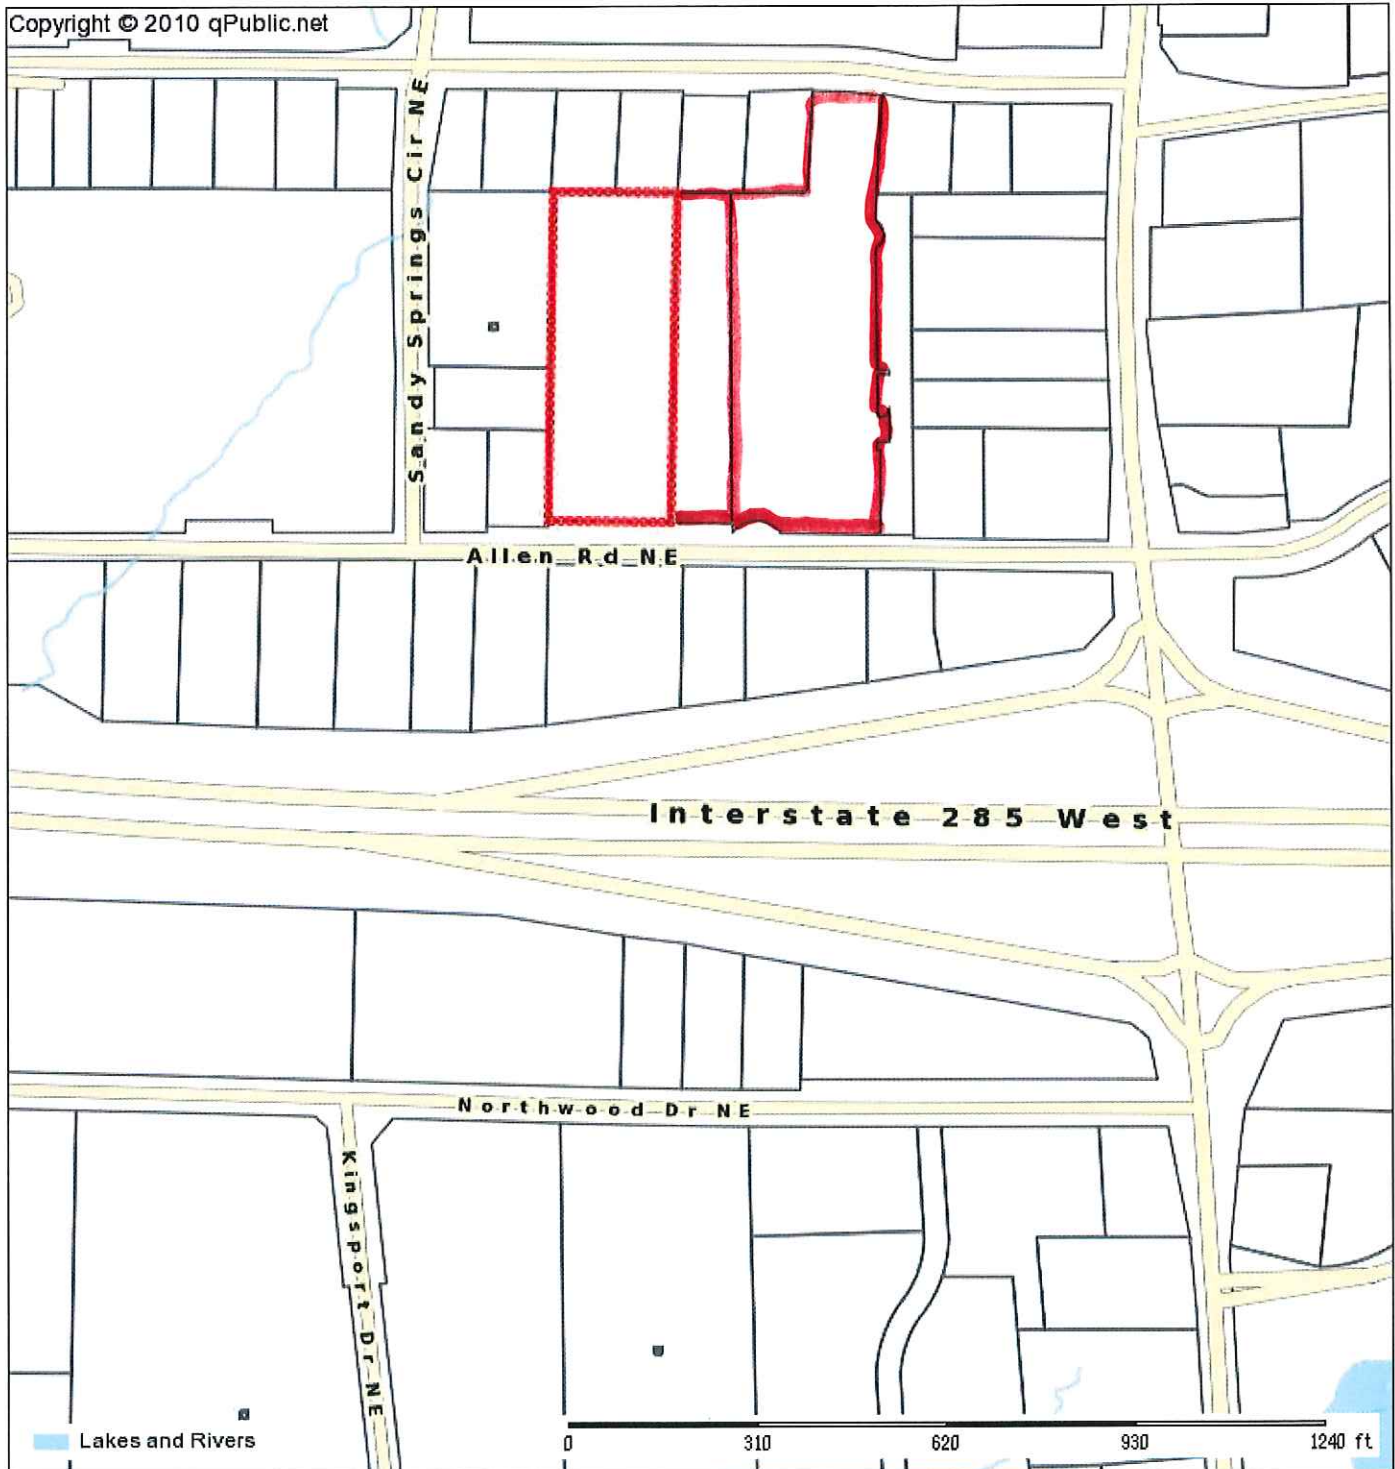 Copyright © 2010 qPublic.net
Sandy Springs Cir NE
Allen Rd NE
Interstate 285 West
Northwood Dr NE
Kingsport Dr NE
Lakes and Rivers
0 310 620 930 1240 ft